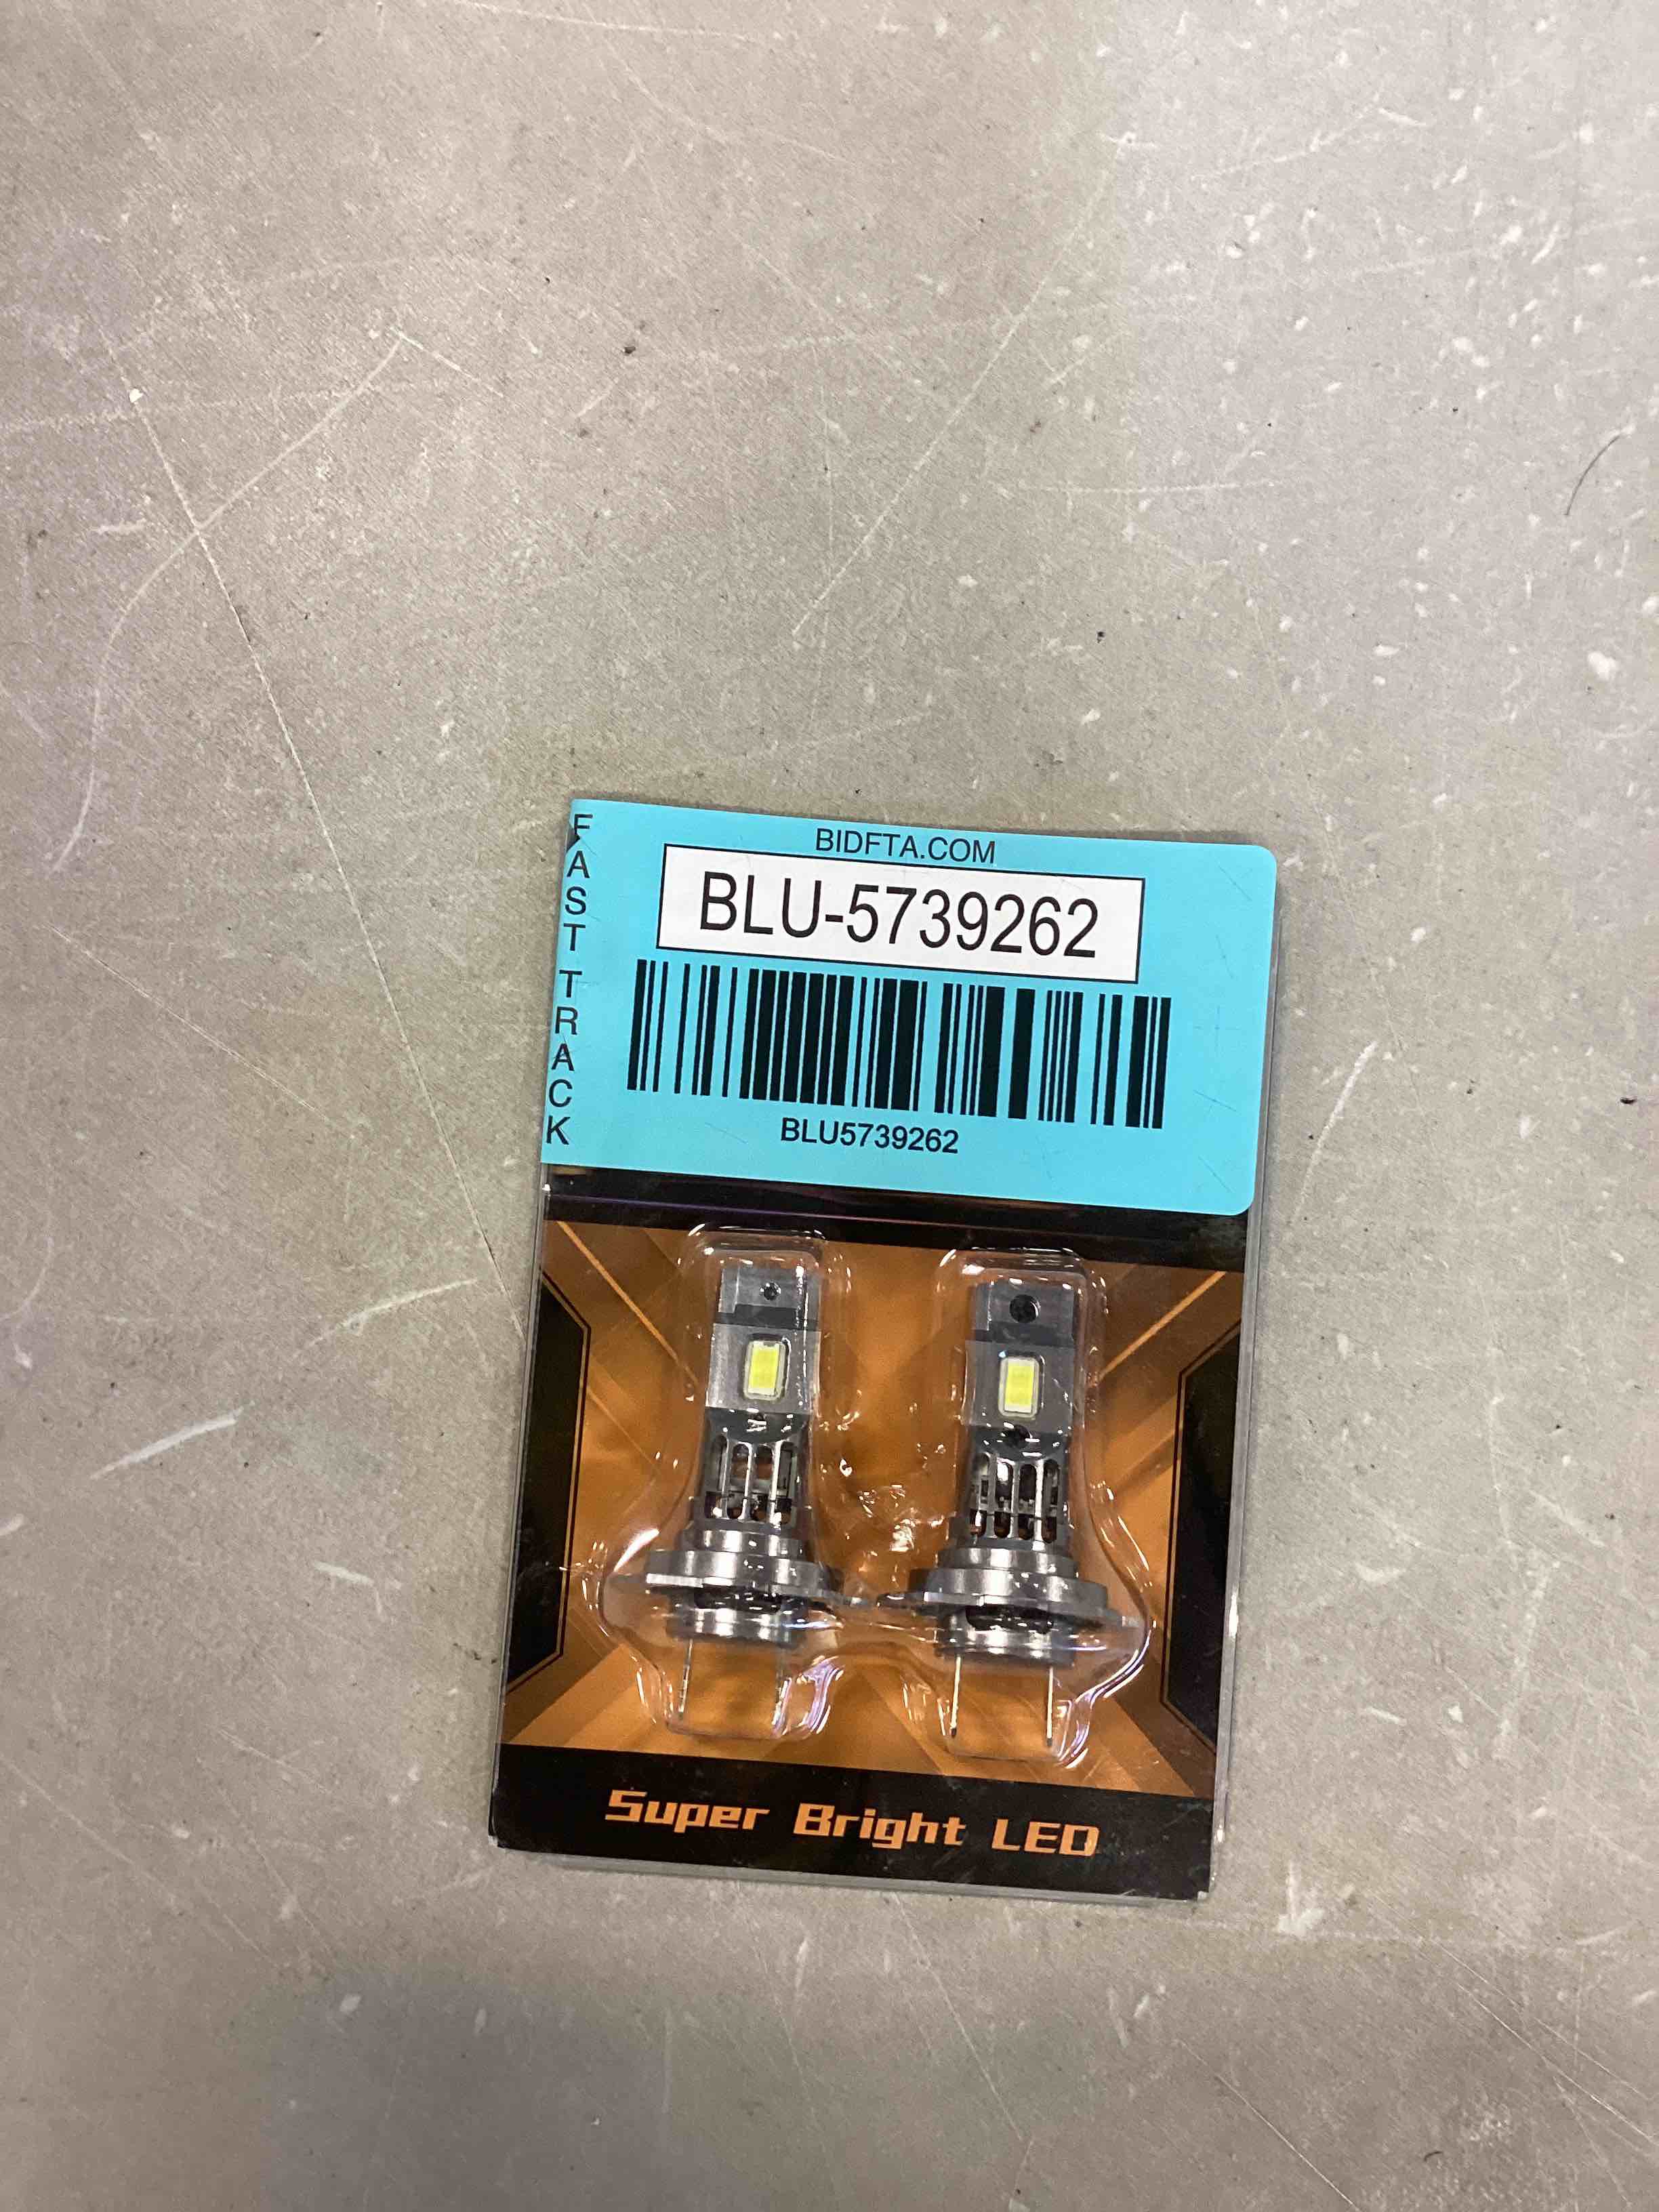 BIDFTA.COM
FAST TRACK
BLU-5739262
BLU5739262
Super Bright LED